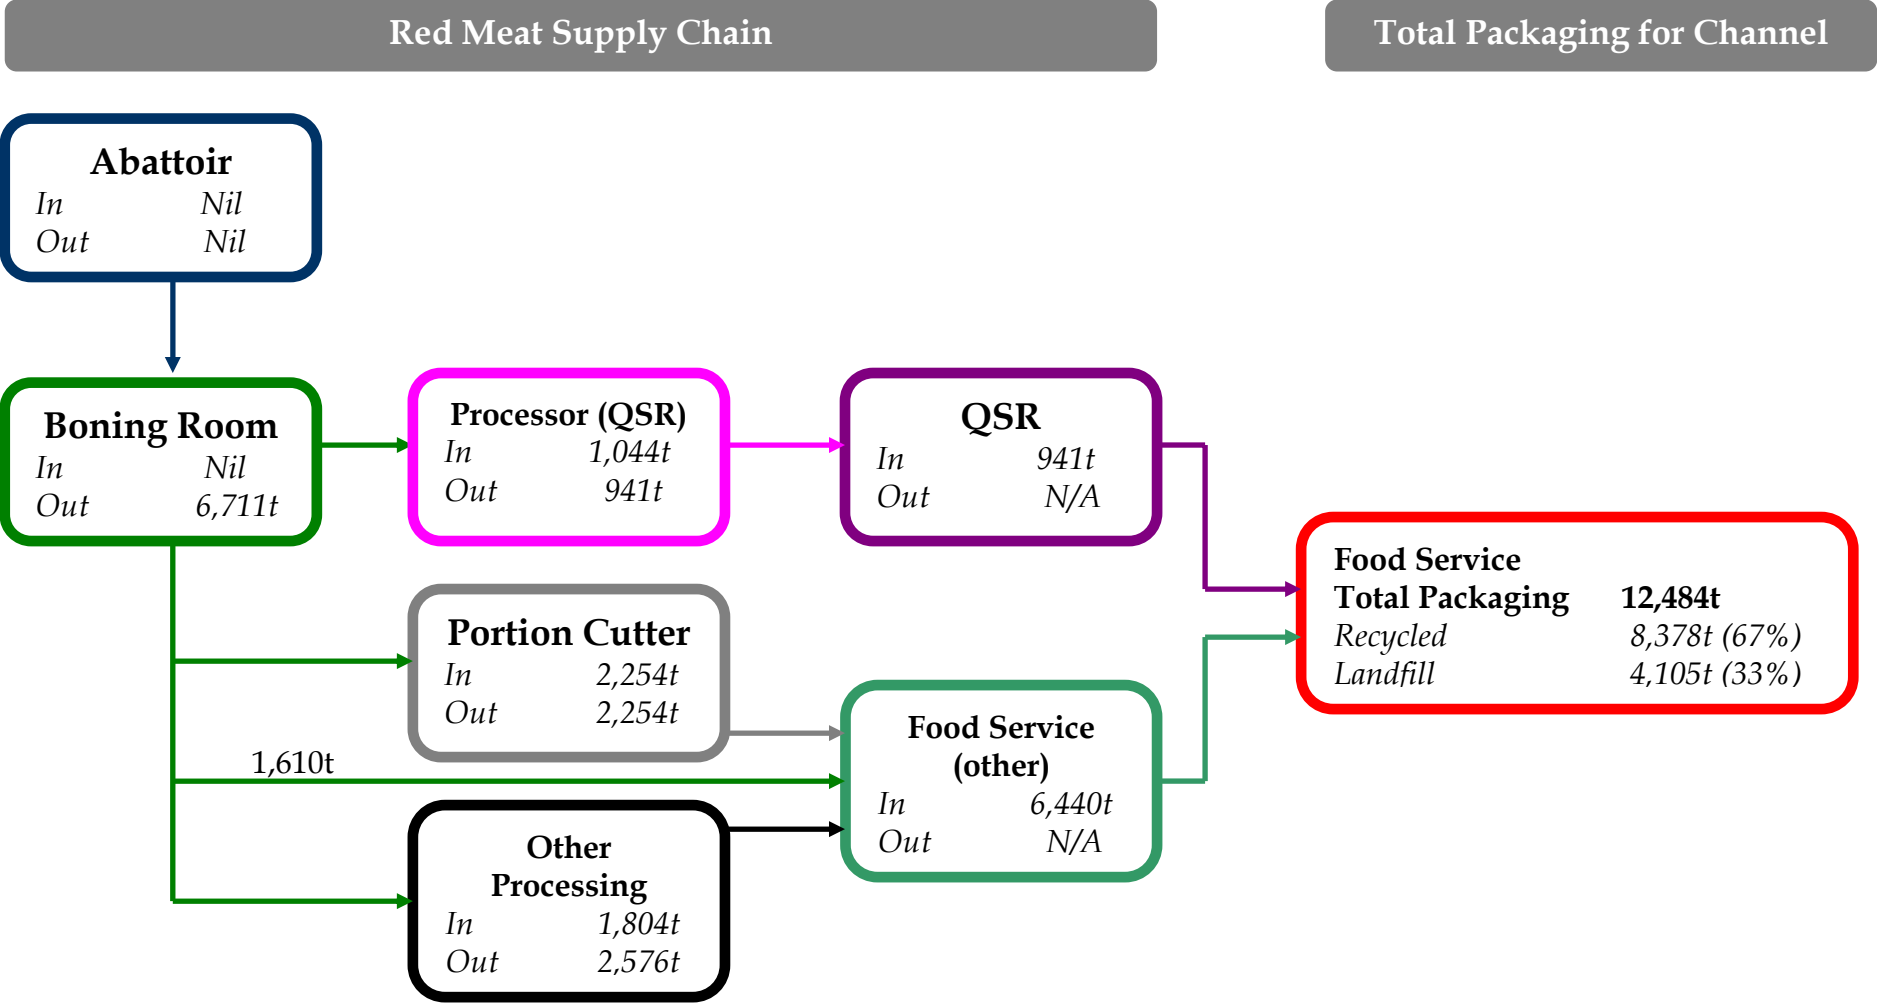 Red Meat Supply Chain
Total Packaging for Channel
Abattoir
In Nil
Out Nil
Boning Room
In Nil
Out 6,711t
Processor (QSR)
In 1,044t
Out 941t
QSR
In 941t
Out N/A
Portion Cutter
In 2,254t
Out 2,254t
1,610t
Other
Processing
In 1,804t
Out 2,576t
Food Service
(other)
In 6,440t
Out N/A
Food Service
Total Packaging 12,484t
Recycled 8,378t (67%)
Landfill 4,105t (33%)